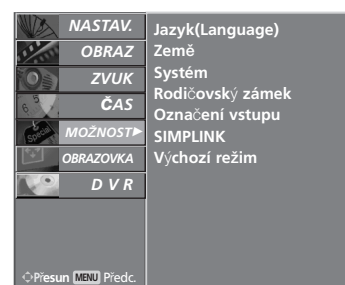 NASTAV.
OBRAZ
ZVUK
ČAS
MOŽNOST
OBRAZOVKA
D V R
Jazyk(Language)
Země
Systém
Rodičovský zámek
Označení vstupu
SIMPLINK
Výchozí režim
Přesun MENU Předc.